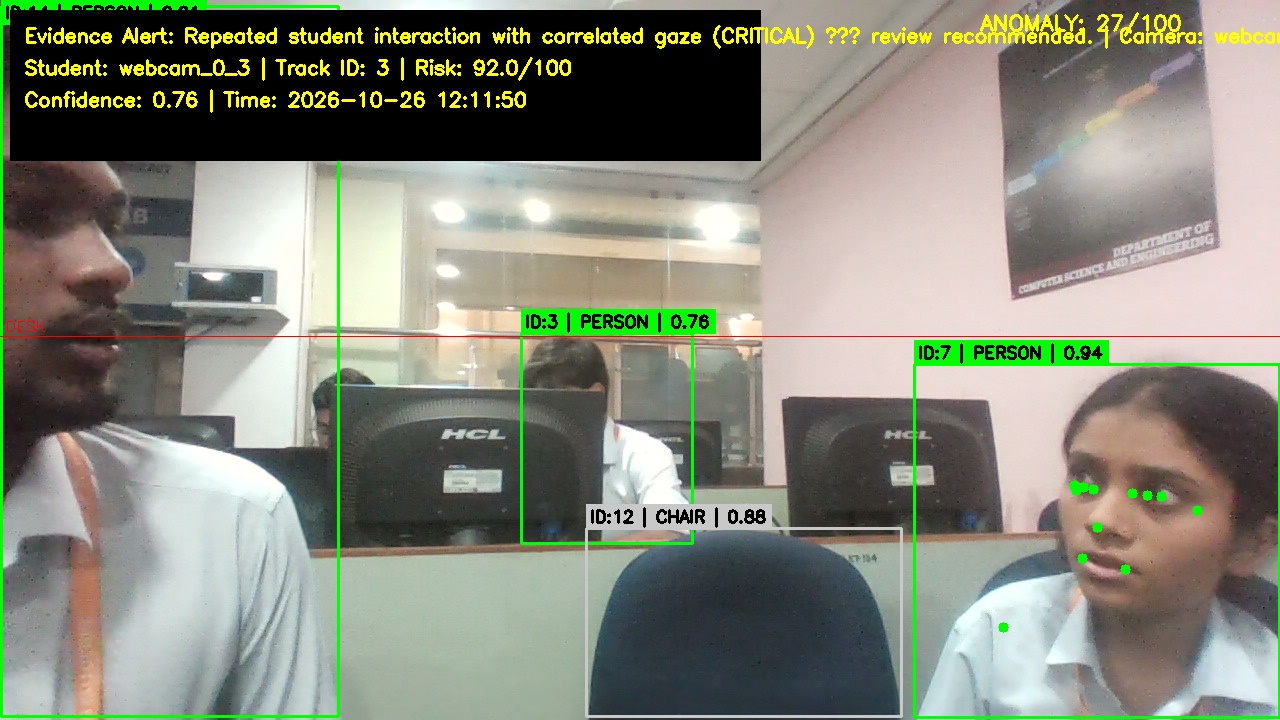 Evidence Alert: Repeated student interaction with correlated gaze (CRITICAL) ??? review recommended. | Camera: webca
ANOMALY: 27/100
Student: webcam_0_3 | Track ID: 3 | Risk: 92.0/100
Confidence: 0.76 | Time: 2026-10-26 12:11:50
DESK
ID:3 | PERSON | 0.76
ID:7 | PERSON | 0.94
ID:12 | CHAIR | 0.88
HCL
HCL
DEPARTMENT OF
COMPUTER SCIENCE AND ENGINEERING